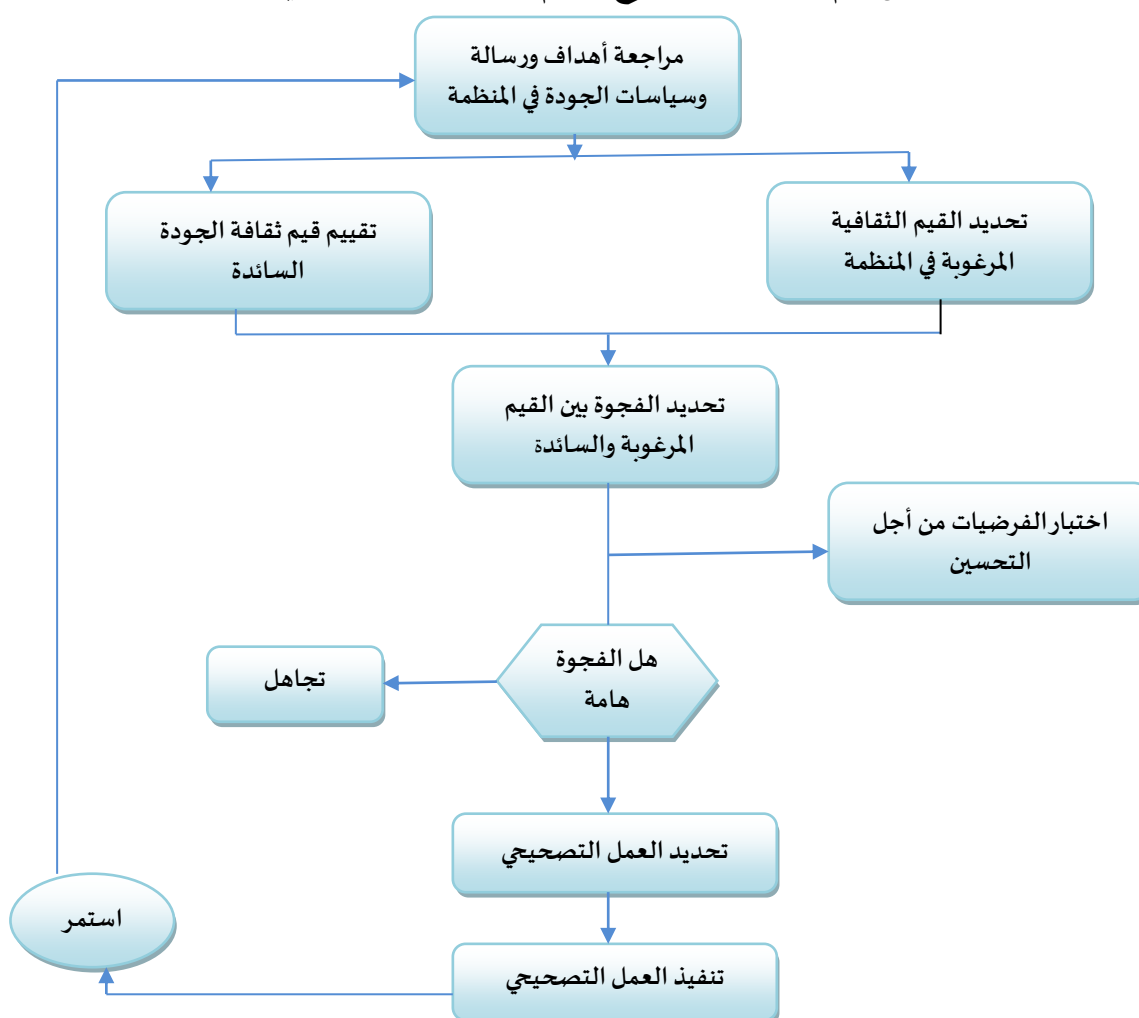 مراجعة أهداف ورسالة
وسياسات الجودة في المنظمة
تحديد القيم الثقافية
المرغوبة في المنظمة
تقييم قيم ثقافة الجودة
السائدة
تحديد الفجوة بين القيم
المرغوبة والسائدة
اختبار الفرضيات من أجل
التحسين
هل الفجوة
هامة
تجاهل
تحديد العمل التصحيحي
استمر
تنفيذ العمل التصحيحي